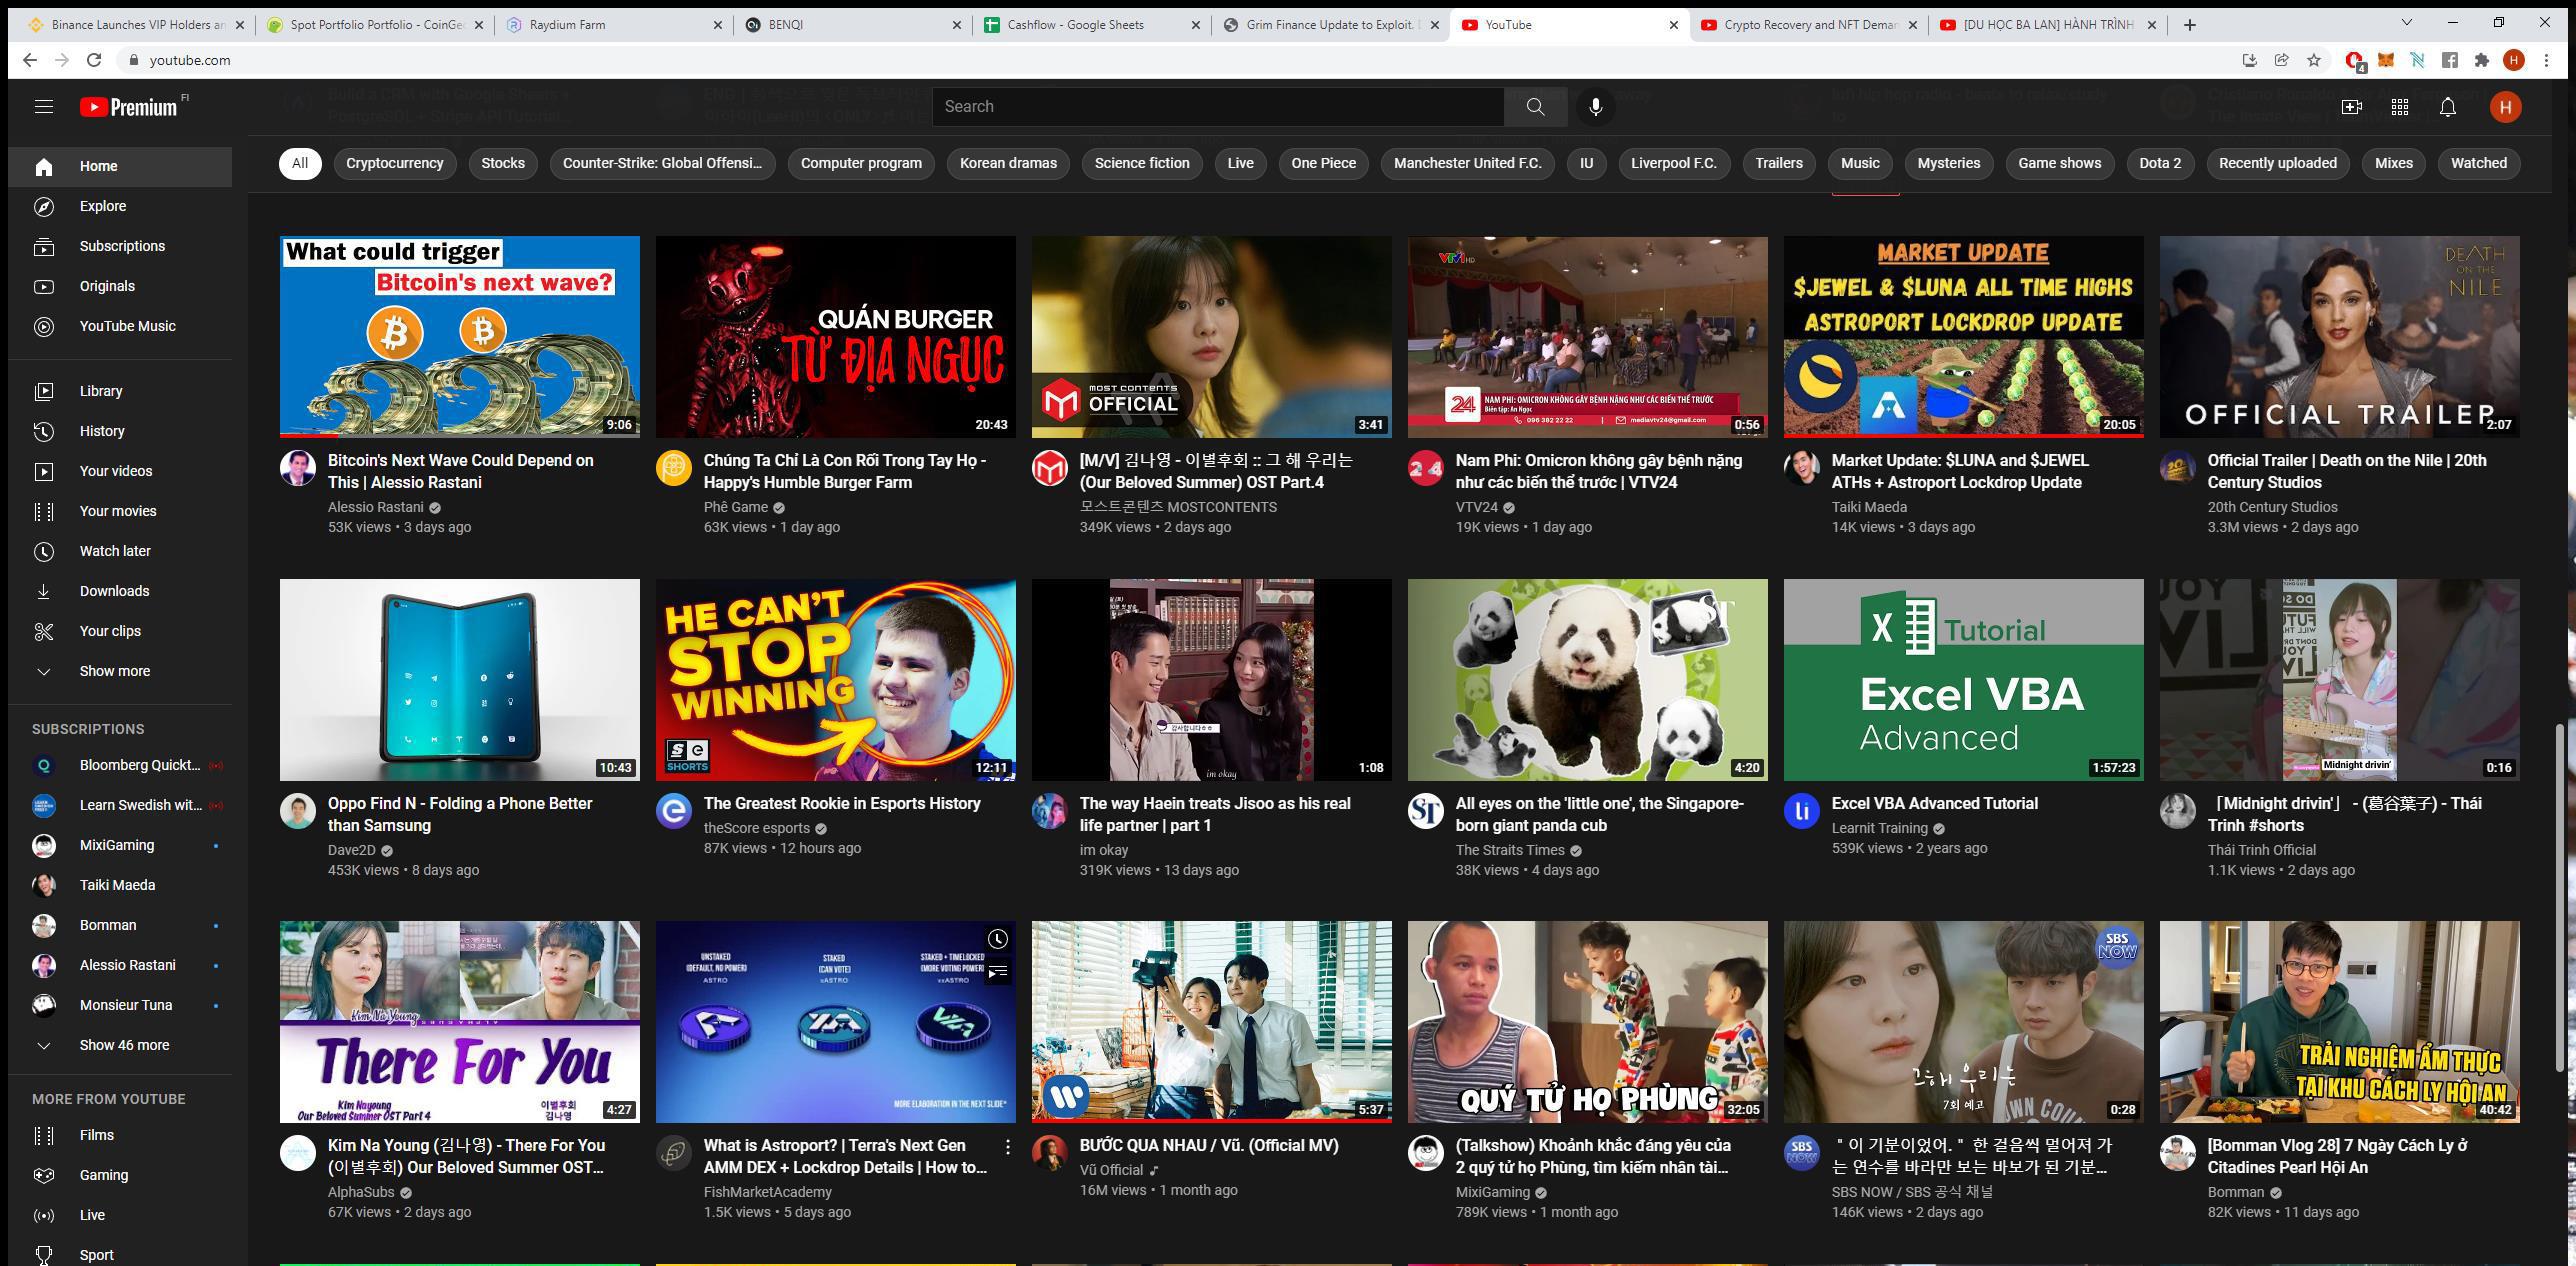 Binance Launches VIP Holders an
Spot Portfolio Portfolio - CoinGec
Raydium Farm
BENQI
Cashflow - Google Sheets
Grim Finance Update to Exploit.
YouTube
Crypto Recovery and NFT Deman
[DU HỌC BA LAN] HÀNH TRÌNH
youtube.com
4
H
Premium FI
Search
H
All
Cryptocurrency
Stocks
Counter-Strike: Global Offensi...
Computer program
Korean dramas
Science fiction
Live
One Piece
Manchester United F.C.
IU
Liverpool F.C.
Trailers
Music
Mysteries
Game shows
Dota 2
Recently uploaded
Mixes
Watched
Home
Explore
Subscriptions
Originals
YouTube Music
Library
History
Your videos
Your movies
Watch later
Downloads
Your clips
Show more
SUBSCRIPTIONS
Bloomberg Quickt...
Learn Swedish wit...
MixiGaming
Taiki Maeda
Bomman
Alessio Rastani
Monsieur Tuna
Show 46 more
MORE FROM YOUTUBE
Films
Gaming
Live
Sport
What could trigger
Bitcoin's next wave?
9:06
Bitcoin's Next Wave Could Depend on
This | Alessio Rastani
Alessio Rastani
53K views • 3 days ago
QUÁN BURGER
TỪ ĐỊA NGỤC
20:43
Chúng Ta Chỉ Là Con Rối Trong Tay Họ -
Happy's Humble Burger Farm
Phê Game
63K views • 1 day ago
MOST CONTENTS
OFFICIAL
3:41
[M/V] 김나영 - 이별후회 :: 그 해 우리는
(Our Beloved Summer) OST Part.4
모스트콘텐츠 MOSTCONTENTS
349K views • 2 days ago
VTV1 HD
24
NAM PHI: OMICRON KHÔNG GÂY BỆNH NẶNG NHƯ CÁC BIẾN THỂ TRƯỚC
Biên tập: An Ngọc
096 382 22 22
mediavtv24@gmail.com
0:56
24
Nam Phi: Omicron không gây bệnh nặng
như các biến thể trước | VTV24
VTV24
19K views • 1 day ago
MARKET UPDATE
$JEWEL & $LUNA ALL TIME HIGHS
ASTROPORT LOCKDROP UPDATE
20:05
Market Update: $LUNA and $JEWEL
ATHs + Astroport Lockdrop Update
Taiki Maeda
14K views • 3 days ago
DEATH
ON THE
NILE
OFFICIAL TRAILER
2:07
Official Trailer | Death on the Nile | 20th
Century Studios
20th Century Studios
3.3M views • 2 days ago
10:43
Oppo Find N - Folding a Phone Better
than Samsung
Dave2D
453K views • 8 days ago
HE CAN'T
STOP
WINNING
S e
SHORTS
12:11
The Greatest Rookie in Esports History
theScore esports
87K views • 12 hours ago
감사합니다ㅎㅎ
im okay
1:08
The way Haein treats Jisoo as his real
life partner | part 1
im okay
319K views • 13 days ago
ST
4:20
ST
All eyes on the 'little one', the Singapore-
born giant panda cub
The Straits Times
38K views • 4 days ago
X Tutorial
Excel VBA
Advanced
1:57:23
li
Excel VBA Advanced Tutorial
Learnit Training
539K views • 2 years ago
Midnight drivin'
0:16
「Midnight drivin'」 - (葛谷葉子) - Thái
Trinh #shorts
Thái Trinh Official
1.1K views • 2 days ago
Kim Na Young
There For You
Kim Nayoung
Our Beloved Summer OST Part 4
이별후회
김나영
4:27
Kim Na Young (김나영) - There For You
(이별후회) Our Beloved Summer OST...
AlphaSubs
67K views • 2 days ago
UNSTAKED
(DEFAULT, NO POWER)
ASTRO
STAKED
(CAN VOTE)
xASTRO
STAKED + TIMELOCKED
(MORE VOTING POWER)
vxASTRO
MORE ELABORATION IN THE NEXT SLIDE*
What is Astroport? | Terra's Next Gen
AMM DEX + Lockdrop Details | How to...
FishMarketAcademy
1.5K views • 5 days ago
5:37
BƯỚC QUA NHAU / Vũ. (Official MV)
Vũ Official
16M views • 1 month ago
QUÝ TỬ HỌ PHÙNG
32:05
(Talkshow) Khoảnh khắc đáng yêu của
2 quý tử họ Phùng, tìm kiếm nhân tài...
MixiGaming
789K views • 1 month ago
SBS
NOW
그해 우리는
7회 예고
0:28
SBS
NOW
＂이 기분이었어.＂ 한 걸음씩 멀어져 가
는 연수를 바라만 보는 바보가 된 기분...
SBS NOW / SBS 공식 채널
146K views • 2 days ago
TRẢI NGHIỆM ẨM THỰC
TẠI KHU CÁCH LY HỘI AN
40:42
[Bomman Vlog 28] 7 Ngày Cách Ly ở
Citadines Pearl Hội An
Bomman
82K views • 11 days ago